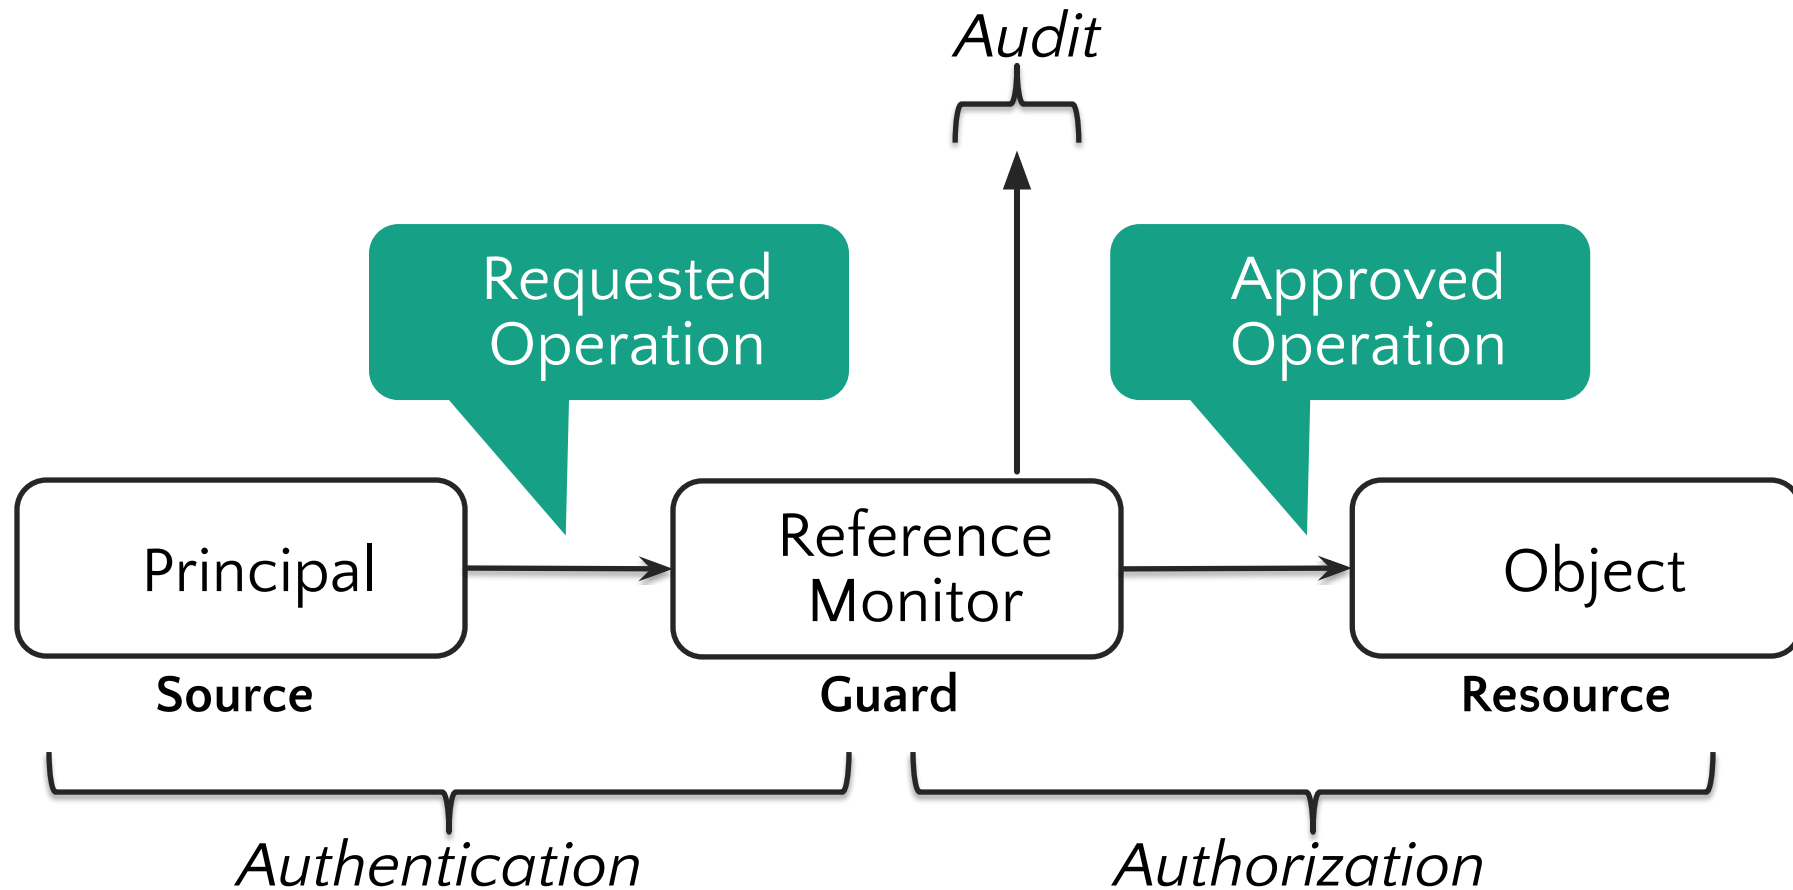 Audit
Requested
Operation
Approved
Operation
Principal
Reference
Monitor
Object
Source
Guard
Resource
Authentication
Authorization